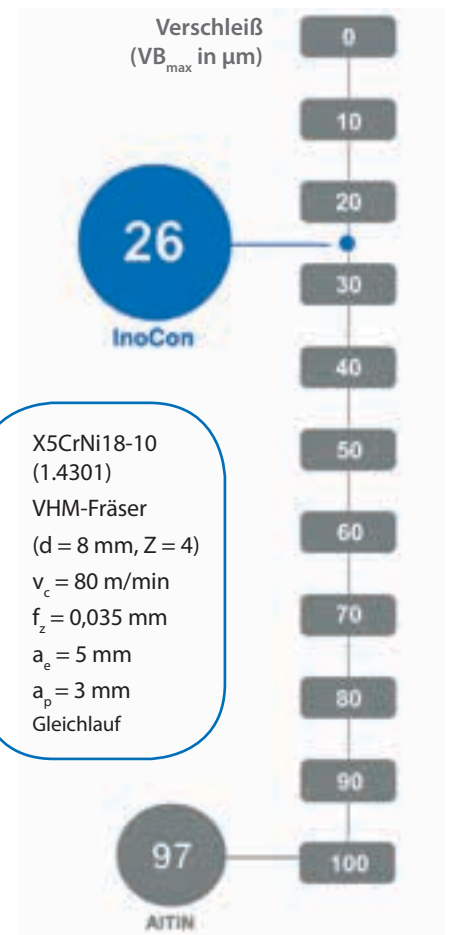 Verschleiß
(VBmax in µm)
0
10
20
26
InoCon
30
40
50
60
70
80
90
100
X5CrNi18-10
(1.4301)
VHM-Fräser
(d = 8 mm, Z = 4)
vc = 80 m/min
fz = 0,035 mm
ae = 5 mm
ap = 3 mm
Gleichlauf
97
AlTiN